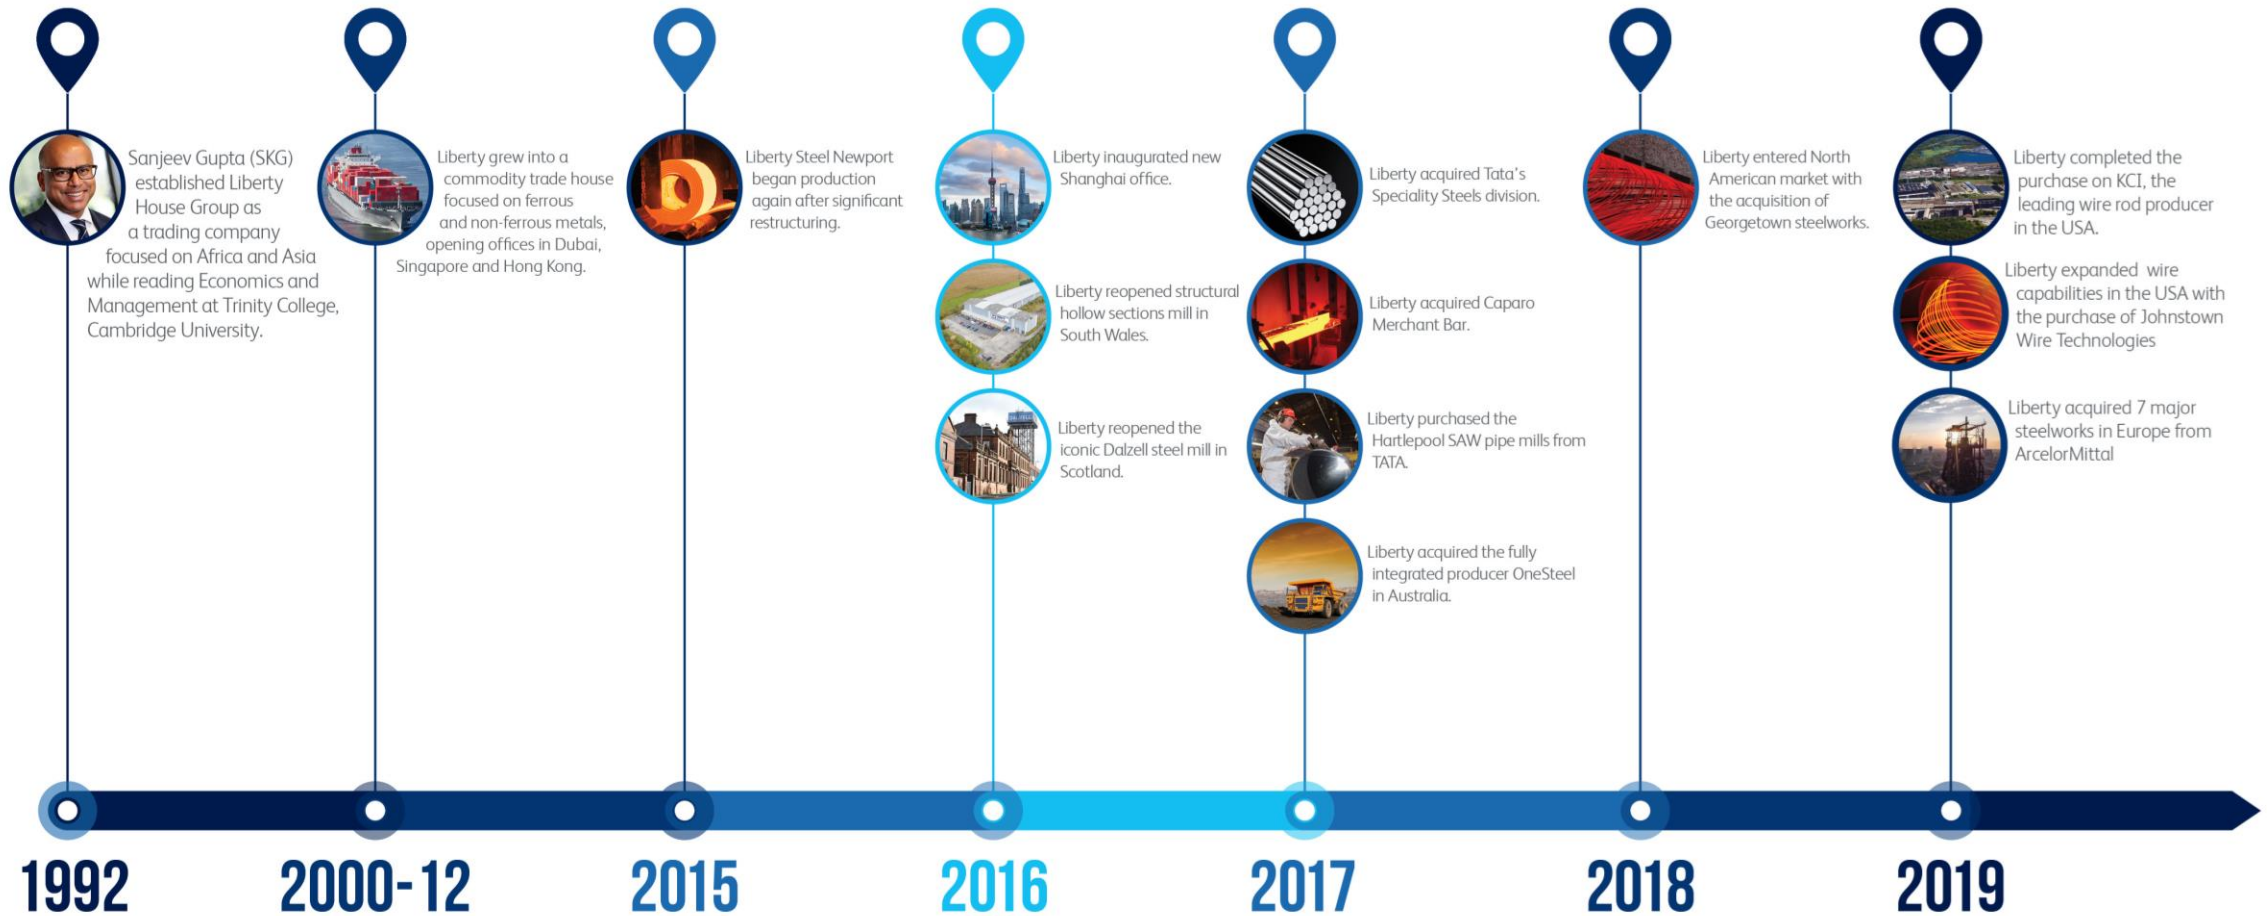 Sanjeev Gupta (SKG)
established Liberty
House Group as
a trading company
focused on Africa and Asia
while reading Economics and
Management at Trinity College,
Cambridge University.
Liberty grew into a
commodity trade house
focused on ferrous
and non-ferrous metals,
opening offices in Dubai,
Singapore and Hong Kong.
Liberty Steel Newport
began production
again after significant
restructuring.
Liberty inaugurated new
Shanghai office.
Liberty reopened structural
hollow sections mill in
South Wales.
Liberty reopened the
iconic Dalzell steel mill in
Scotland.
Liberty acquired Tata's
Speciality Steels division.
Liberty acquired Caparo
Merchant Bar.
Liberty purchased the
Hartlepool SAW pipe mills from
TATA.
Liberty acquired the fully
integrated producer OneSteel
in Australia.
Liberty entered North
American market with
the acquisition of
Georgetown steelworks.
Liberty completed the
purchase on KCI, the
leading wire rod producer
in the USA.
Liberty expanded wire
capabilities in the USA with
the purchase of Johnstown
Wire Technologies
Liberty acquired 7 major
steelworks in Europe from
ArcelorMittal
1992
2000-12
2015
2016
2017
2018
2019